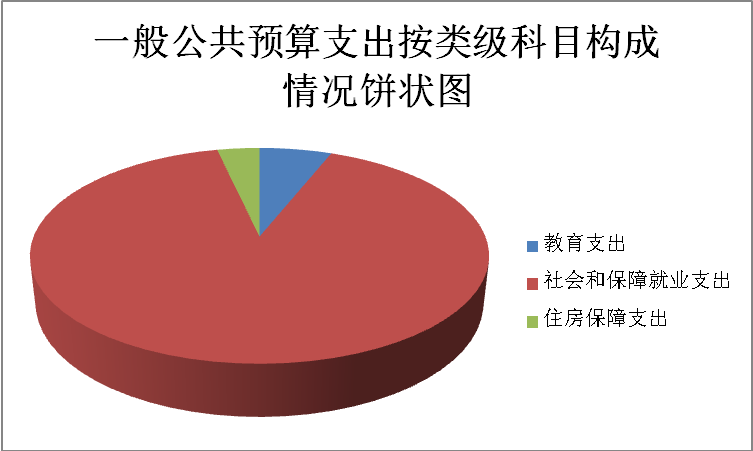 一般公共预算支出按类级科目构成
情况饼状图
教育支出
社会和保障就业支出
住房保障支出